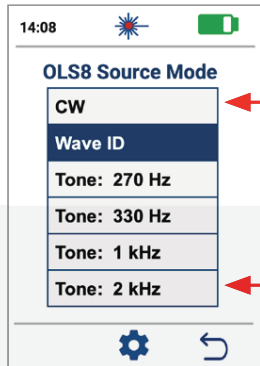 14:08
OLS8 Source Mode
CW
Wave ID
Tone: 270 Hz
Tone: 330 Hz
Tone: 1 kHz
Tone: 2 kHz